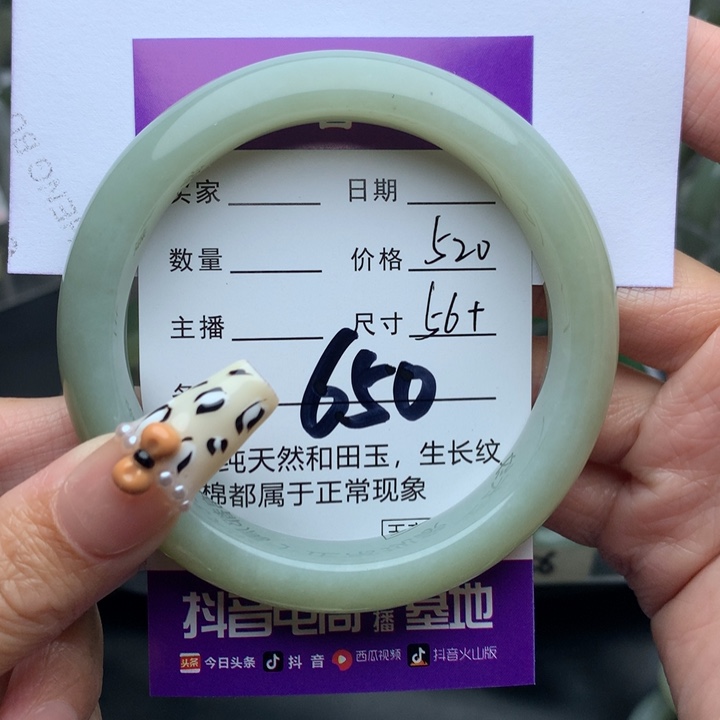 家 日期
数量 价格 520
主播 尺寸 56+
650
纯天然和田玉，生长纹
棉都属于正常现象
抖音电商 播 基地
头条 今日头条 抖音 西瓜视频 抖音火山版